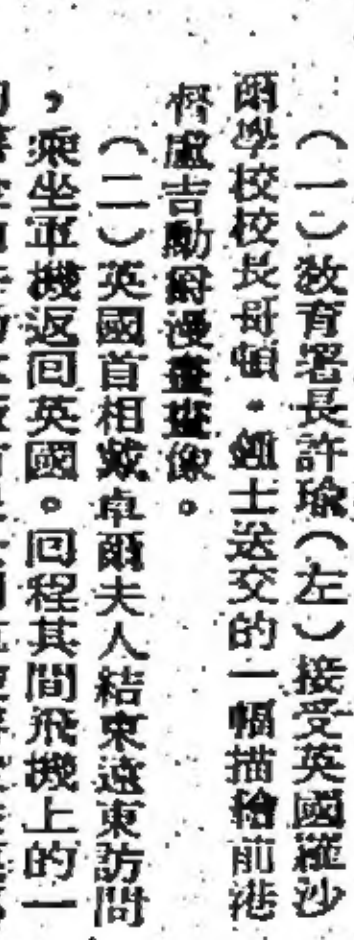 (一)教育署長許瑜(左)接受英國羅沙
爾學校校長哥頓・鈕士送交的一幅描繪前港
督盧吉勳爵漫畫畫像。
(二)英國首相戴卓爾夫人結束遠東訪問
,乘坐軍機返回英國。回程其間飛機上的一